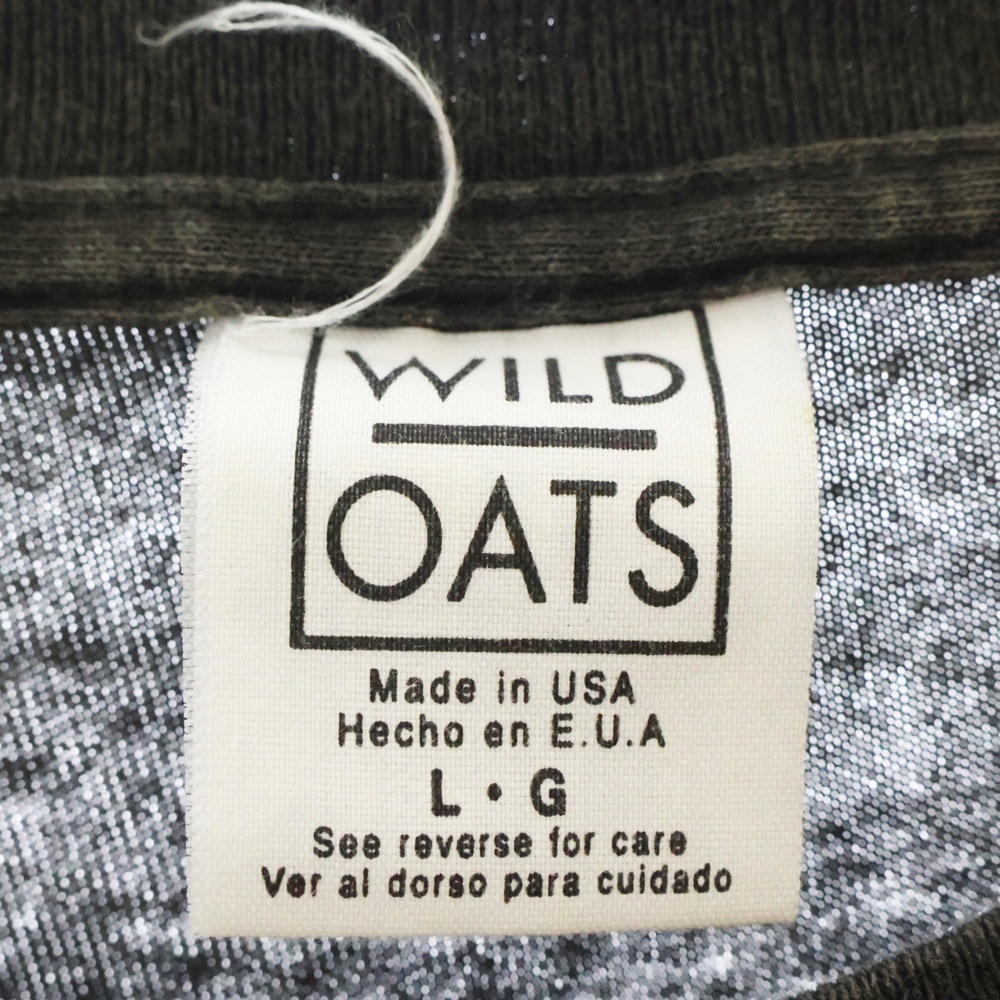 WILD
OATS
Made in USA
Hecho en E.U.A
L • G
See reverse for care
Ver al dorso para cuidado